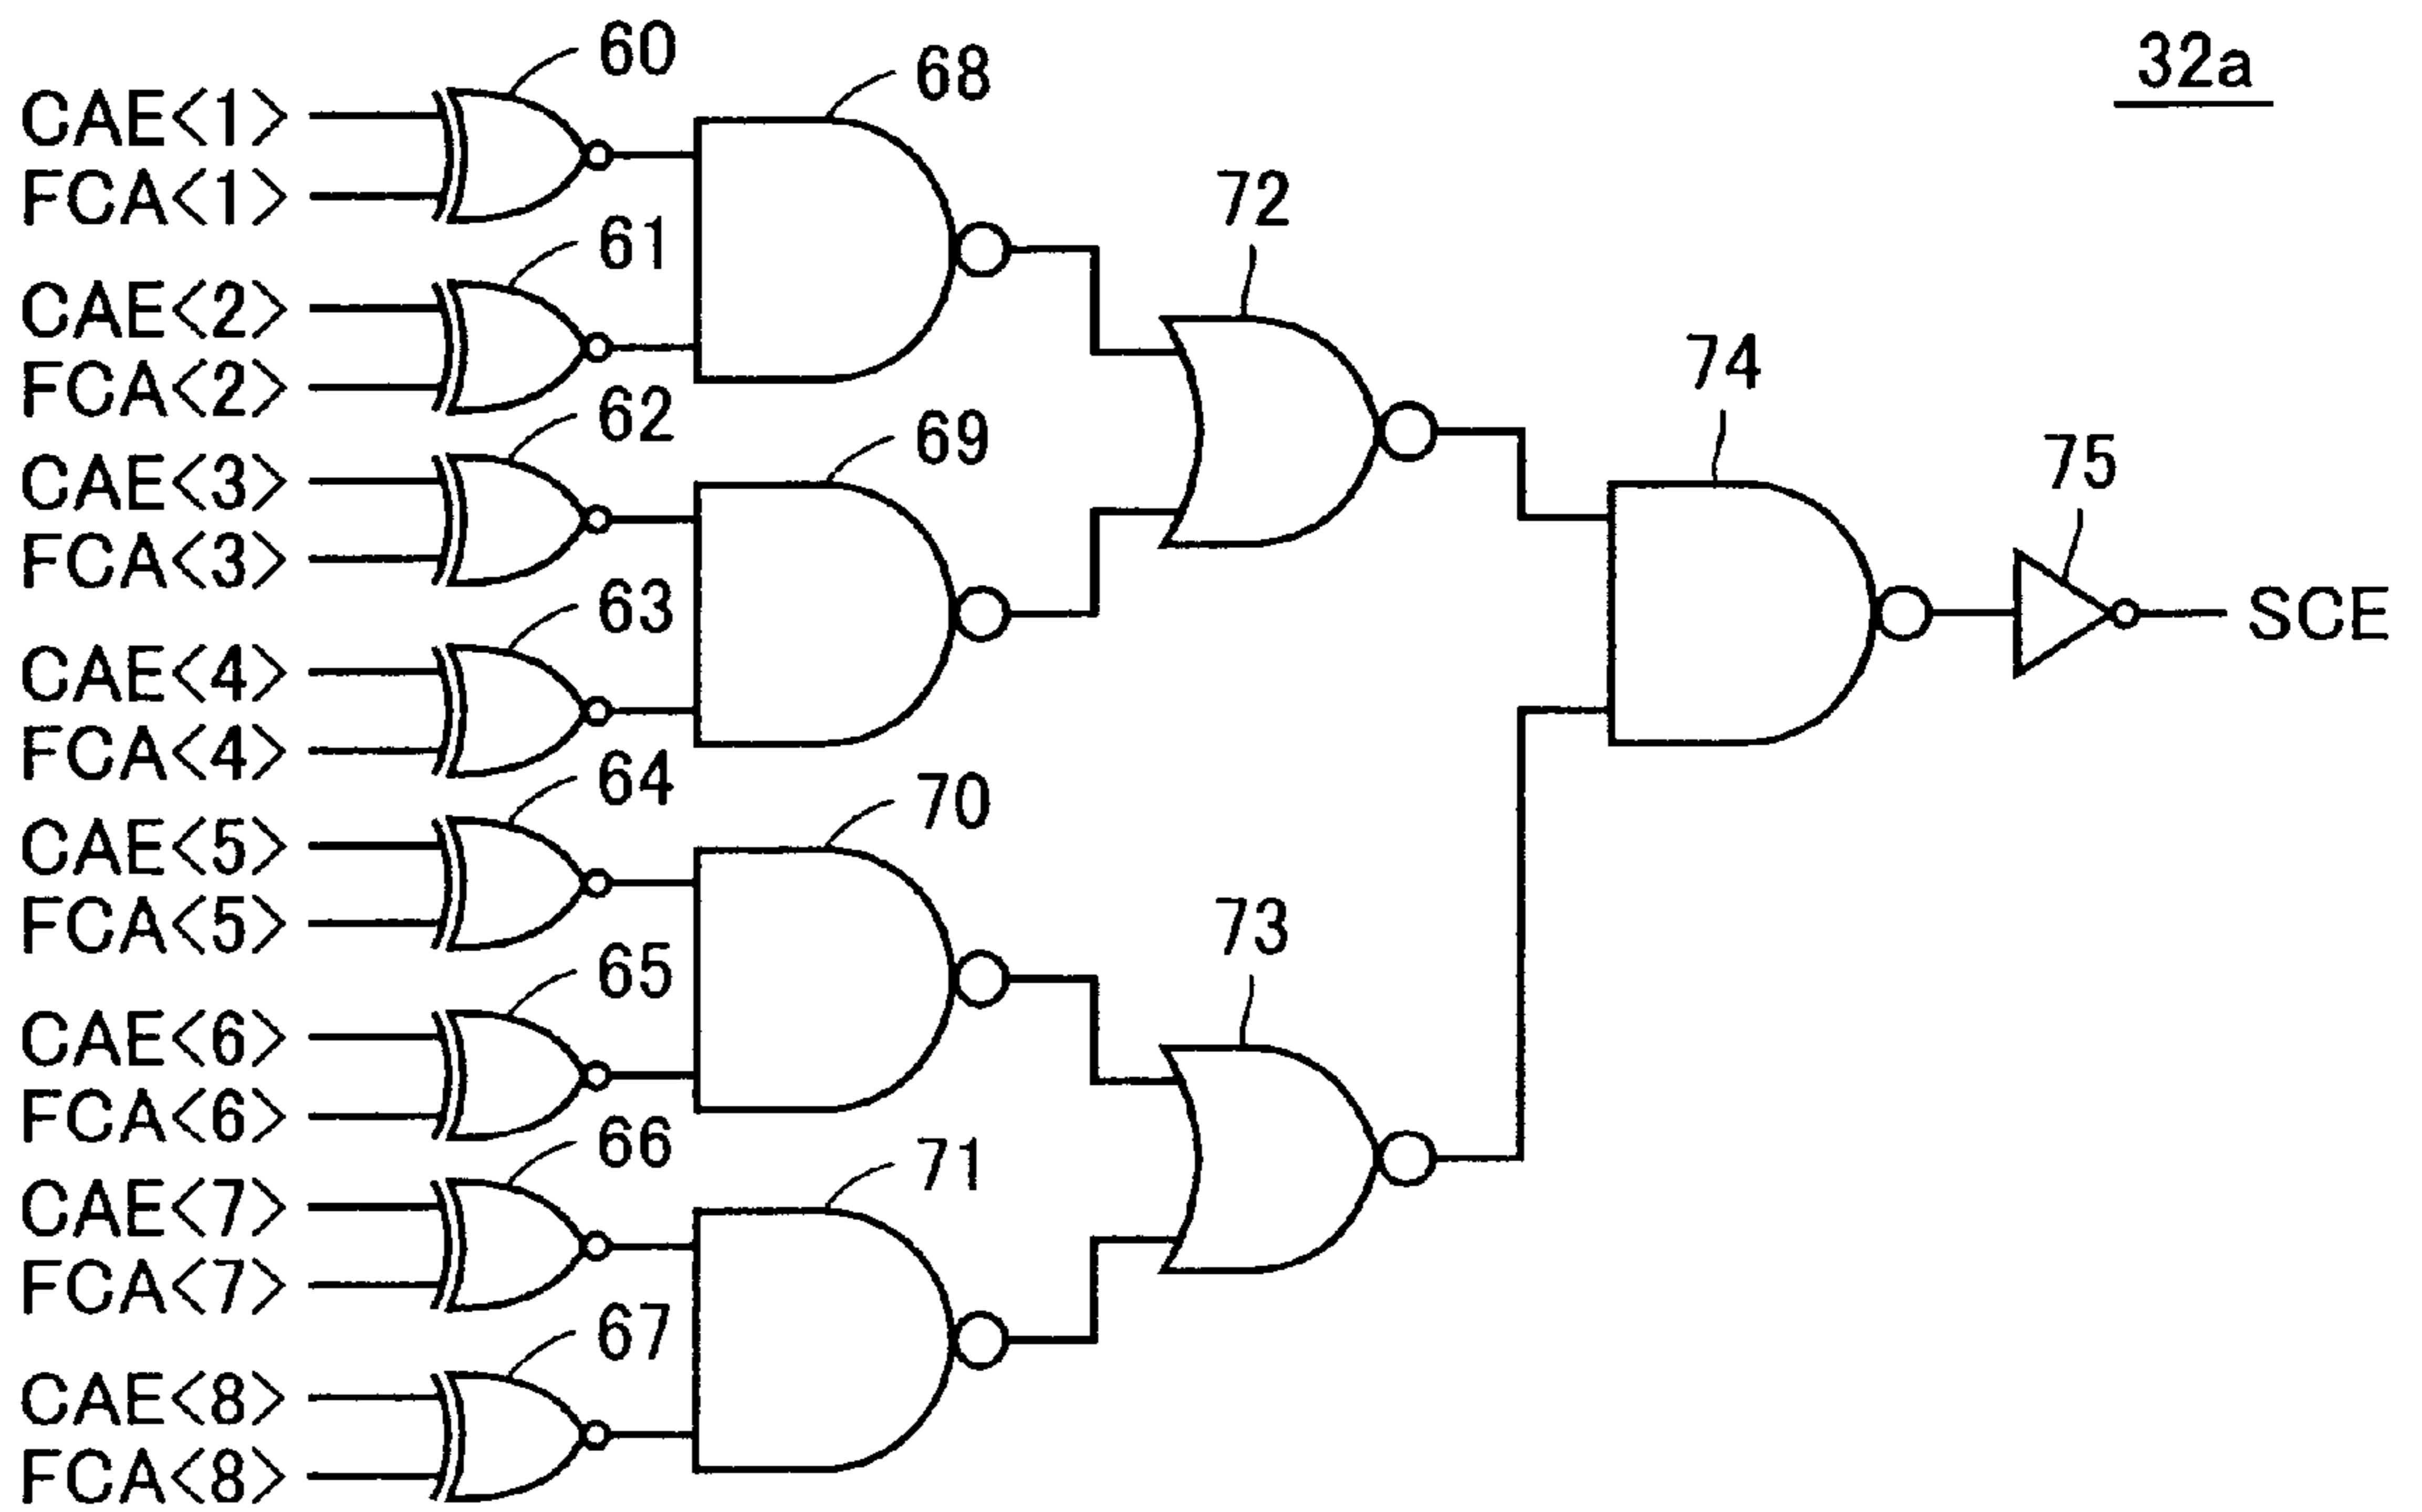 32a
60
68
CAE<1>
FCA<1>
72
61
CAE<2>
FCA<2>
74
62
69
75
CAE<3>
FCA<3>
63
SCE
CAE<4>
FCA<4>
64
70
CAE<5>
FCA<5>
73
65
CAE<6>
FCA<6>
66
71
CAE<7>
FCA<7>
67
CAE<8>
FCA<8>